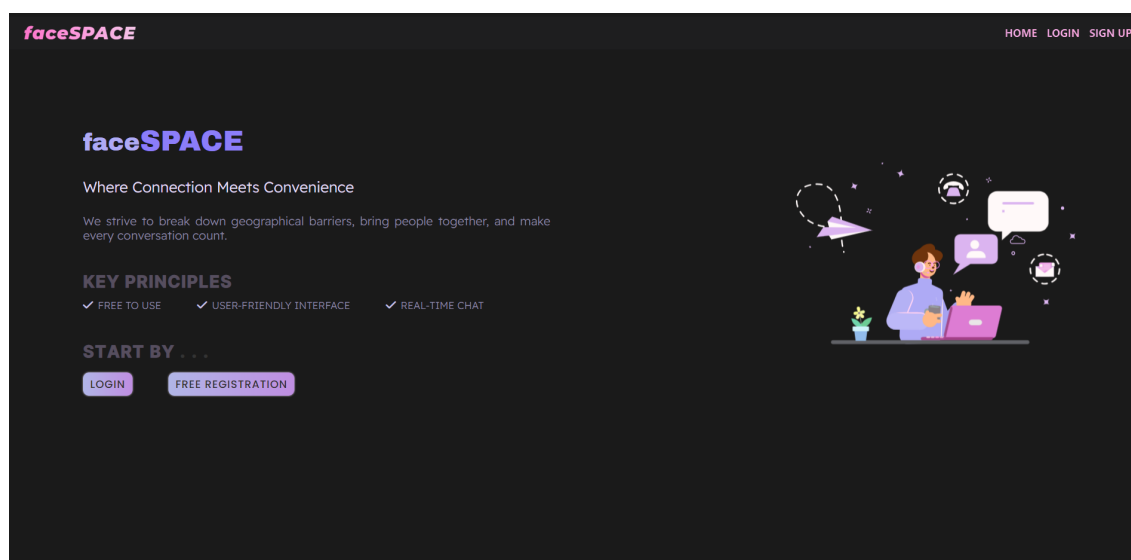 faceSPACE
HOME LOGIN SIGN UP
faceSPACE
Where Connection Meets Convenience
We strive to break down geographical barriers, bring people together, and make
every conversation count.
KEY PRINCIPLES
FREE TO USE USER-FRIENDLY INTERFACE REAL-TIME CHAT
START BY . . .
LOGIN FREE REGISTRATION